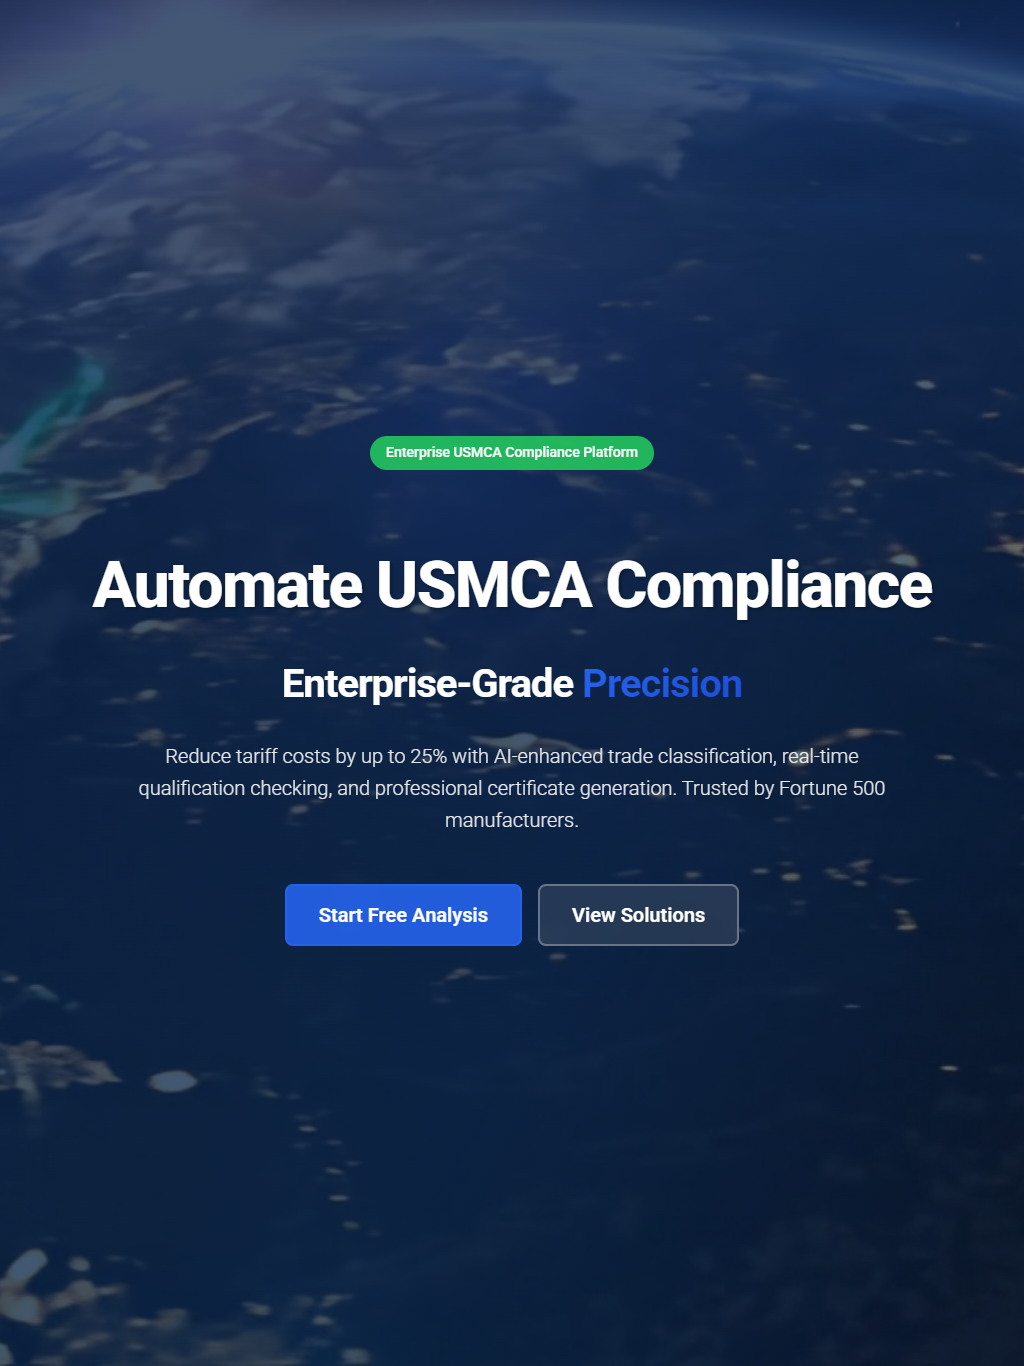 Enterprise USMCA Compliance Platform
Automate USMCA Compliance
Enterprise-Grade Precision
Reduce tariff costs by up to 25% with AI-enhanced trade classification, real-time
qualification checking, and professional certificate generation. Trusted by Fortune 500
manufacturers.
Start Free Analysis
View Solutions